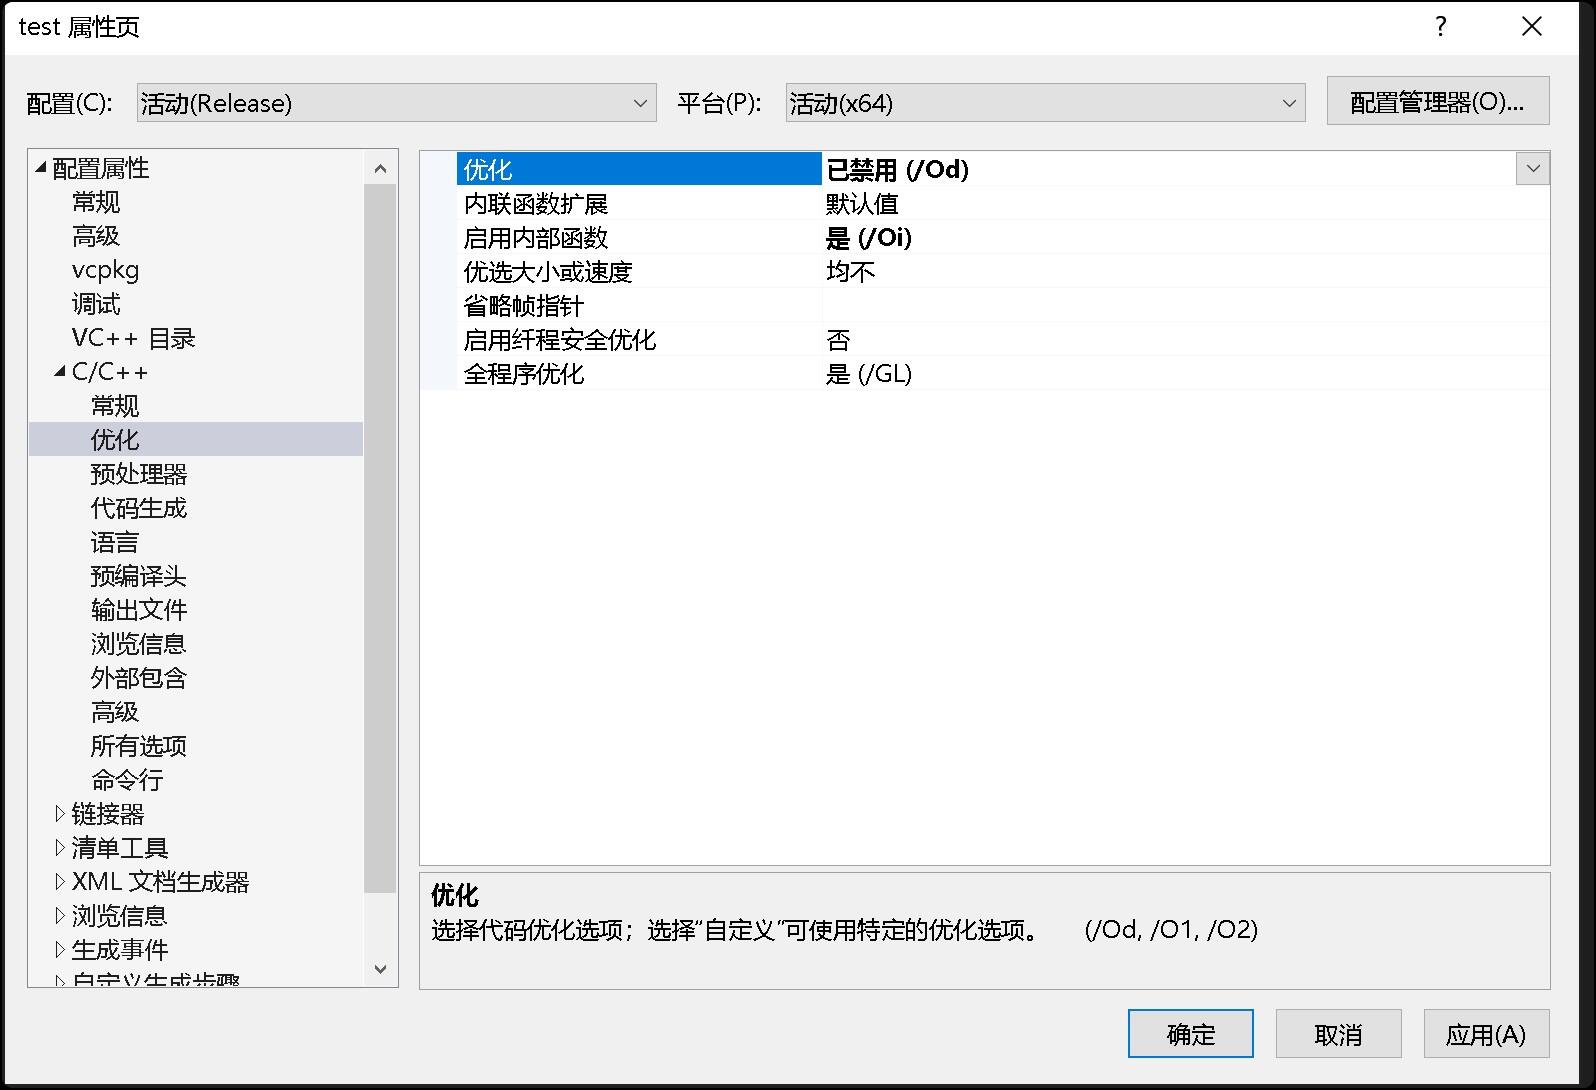 test 属性页
?
配置(C): 活动(Release) 平台(P): 活动(x64) 配置管理器(O)...
配置属性
常规
高级
vcpkg
调试
VC++ 目录
C/C++
常规
优化
预处理器
代码生成
语言
预编译头
输出文件
浏览信息
外部包含
高级
所有选项
命令行
链接器
清单工具
XML 文档生成器
浏览信息
生成事件
自定义生成步骤
优化 已禁用 (/Od)
内联函数扩展 默认值
启用内部函数 是 (/Oi)
优选大小或速度 均不
省略帧指针
启用纤程安全优化 否
全程序优化 是 (/GL)
优化
选择代码优化选项；选择“自定义”可使用特定的优化选项。 (/Od, /O1, /O2)
确定 取消 应用(A)